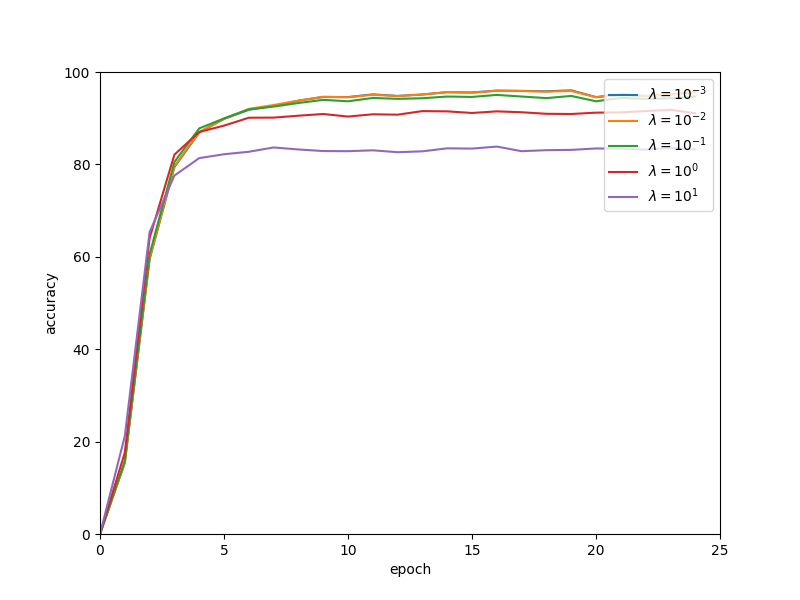 100
80
60
40
20
0
0 5 10 15 20 25
accuracy
epoch
λ = 10⁻³
λ = 10⁻²
λ = 10⁻¹
λ = 10⁰
λ = 10¹